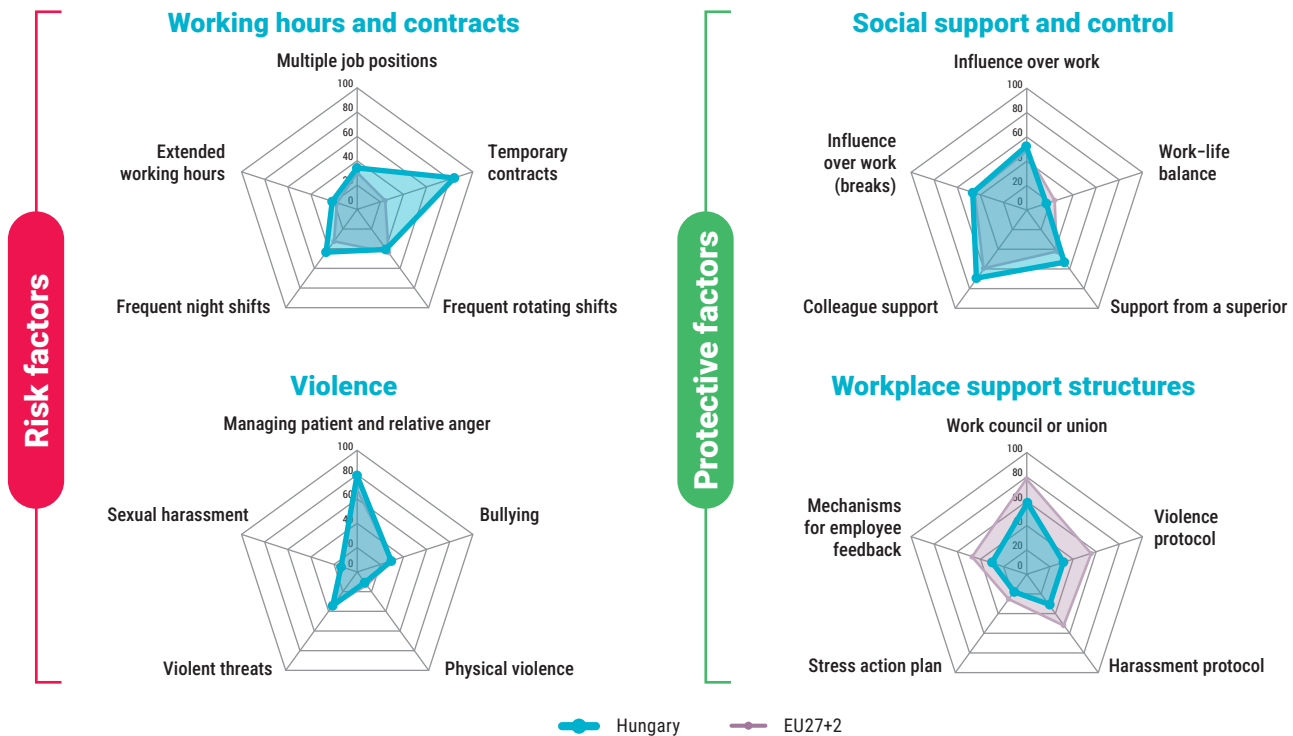 Risk factors
Working hours and contracts
Multiple job positions
100
80
60
40
20
0
Temporary
contracts
Frequent rotating shifts
Frequent night shifts
Extended
working hours
Violence
Managing patient and relative anger
100
80
60
40
20
0
Bullying
Physical violence
Violent threats
Sexual harassment
Protective factors
Social support and control
Influence over work
100
80
60
20
0
Work–life
balance
Support from a superior
Colleague support
Influence
over work
(breaks)
Workplace support structures
Work council or union
100
80
60
40
20
0
Violence
protocol
Harassment protocol
Stress action plan
Mechanisms
for employee
feedback
Hungary
EU27+2